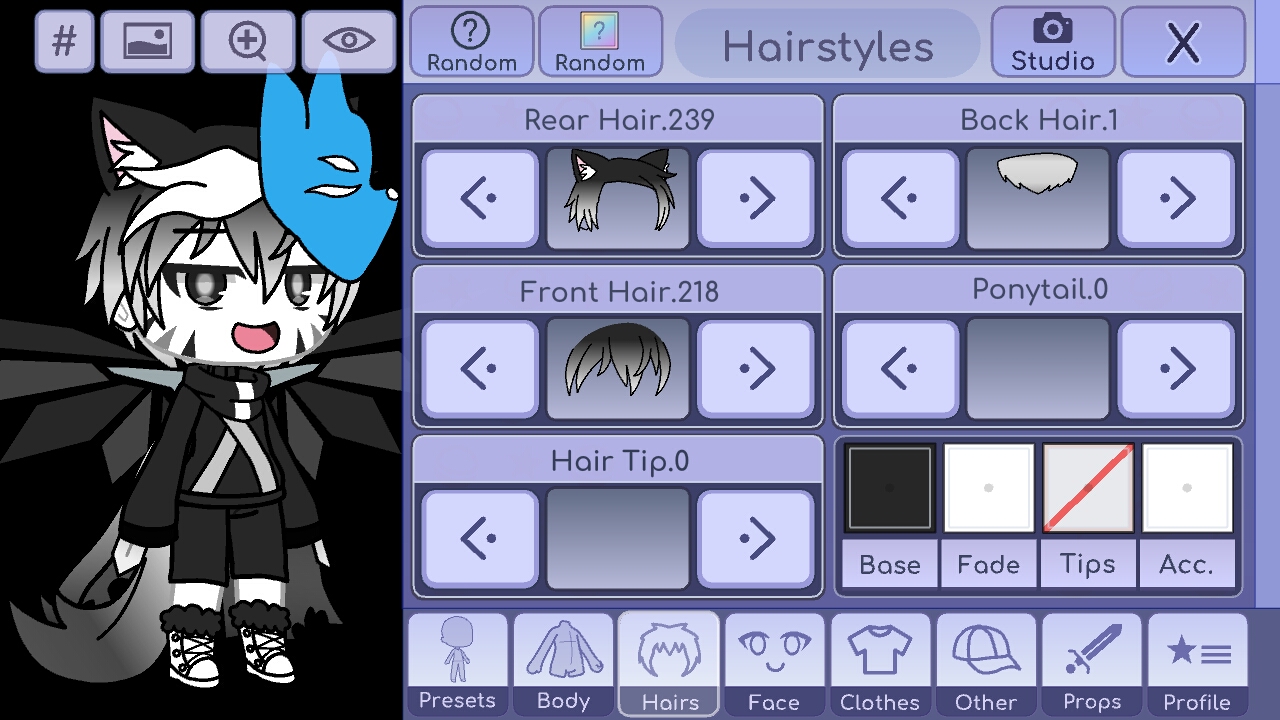 #
?
Random
?
Random
Hairstyles
Studio
X
Rear Hair.239
Back Hair.1
Front Hair.218
Ponytail.0
Hair Tip.0
Base
Fade
Tips
Acc.
Presets
Body
Hairs
Face
Clothes
Other
Props
Profile